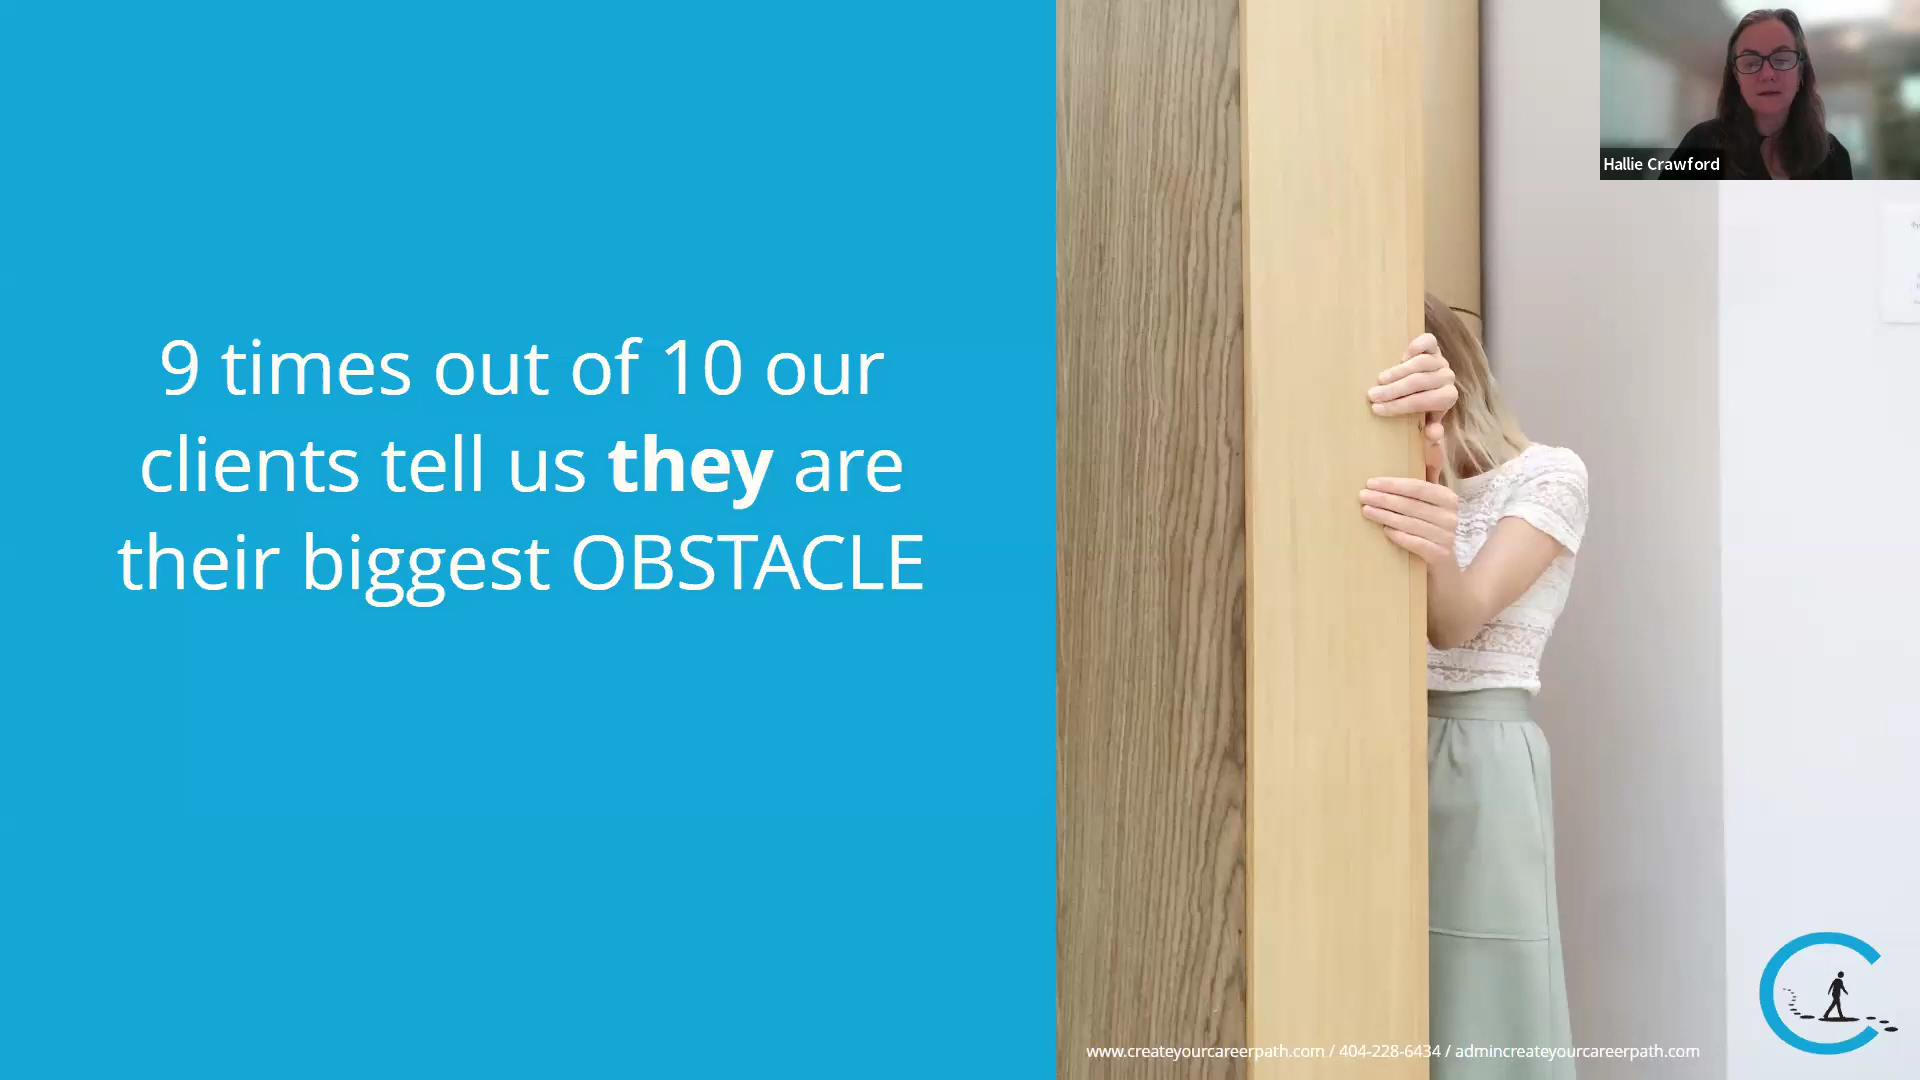 Hallie Crawford
9 times out of 10 our
clients tell us they are
their biggest OBSTACLE
www.createyourcareerpath.com / 404-228-6434 / admincreateyourcareerpath.com